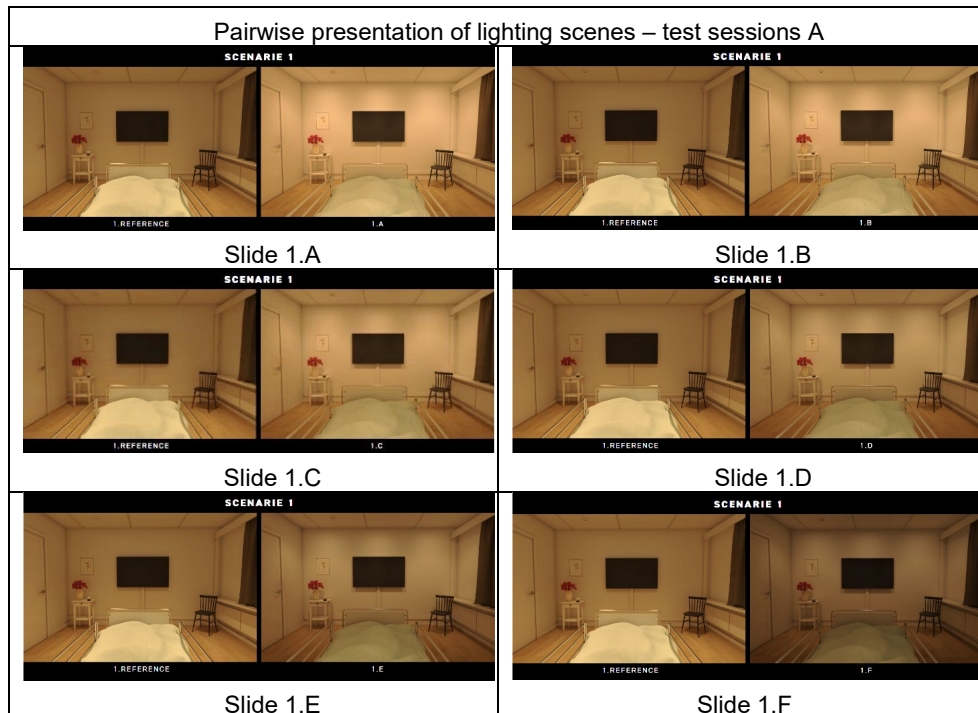 Pairwise presentation of lighting scenes – test sessions A
SCENARIE 1
1.REFERENCE
1.A
Slide 1.A
SCENARIE 1
1.REFERENCE
1.B
Slide 1.B
SCENARIE 1
1.REFERENCE
1.C
Slide 1.C
SCENARIE 1
1.REFERENCE
1.D
Slide 1.D
SCENARIE 1
1.REFERENCE
1.E
Slide 1.E
SCENARIE 1
1.REFERENCE
1.F
Slide 1.F